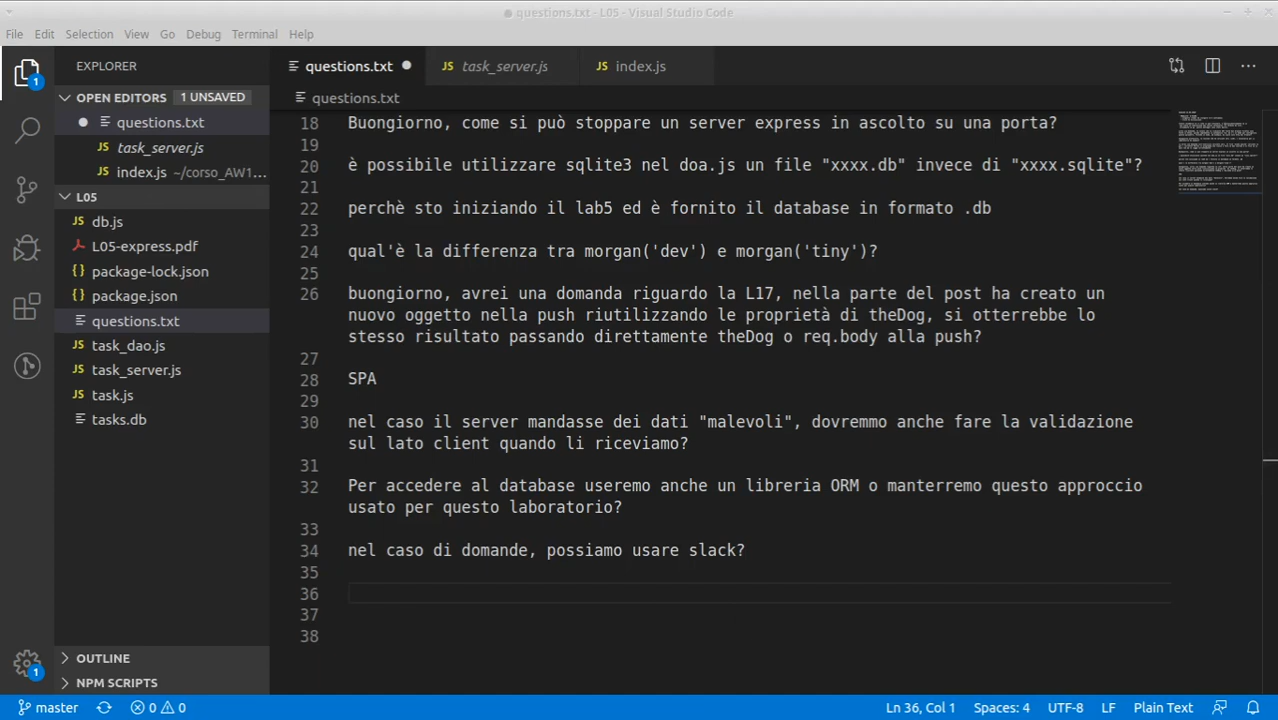 questions.txt - L05 - Visual Studio Code
File Edit Selection View Go Debug Terminal Help
EXPLORER
questions.txt
task_server.js
index.js
OPEN EDITORS 1 UNSAVED
questions.txt
questions.txt
task_server.js
index.js ~/corso_AW1...
L05
db.js
L05-express.pdf
package-lock.json
package.json
questions.txt
task_dao.js
task_server.js
task.js
tasks.db
OUTLINE
NPM SCRIPTS
18 Buongiorno, come si può stoppare un server express in ascolto su una porta?
19
20 è possibile utilizzare sqlite3 nel doa.js un file "xxxx.db" invece di "xxxx.sqlite"?
21
22 perchè sto iniziando il lab5 ed è fornito il database in formato .db
23
24 qual'è la differenza tra morgan('dev') e morgan('tiny')?
25
26 buongiorno, avrei una domanda riguardo la L17, nella parte del post ha creato un
nuovo oggetto nella push riutilizzando le proprietà di theDog, si otterrebbe lo
stesso risultato passando direttamente theDog o req.body alla push?
27
28 SPA
29
30 nel caso il server mandasse dei dati "malevoli", dovremmo anche fare la validazione
sul lato client quando li riceviamo?
31
32 Per accedere al database useremo anche un libreria ORM o manterremo questo approccio
usato per questo laboratorio?
33
34 nel caso di domande, possiamo usare slack?
35
36
37
38
1
1
master 0 0 Ln 36, Col 1 Spaces: 4 UTF-8 LF Plain Text